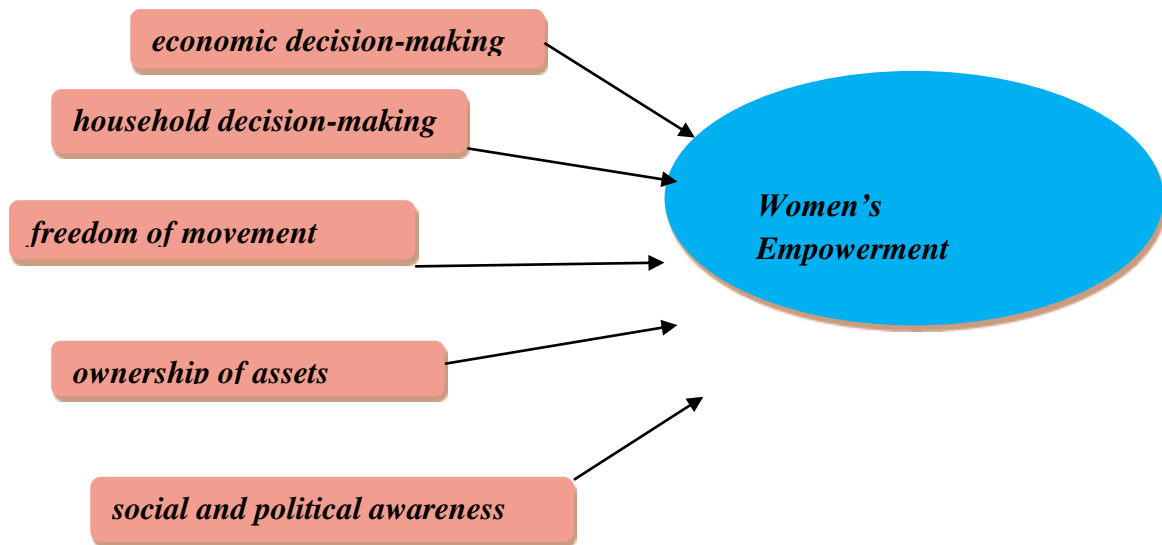 economic decision-making
household decision-making
freedom of movement
ownership of assets
social and political awareness
Women’s
Empowerment